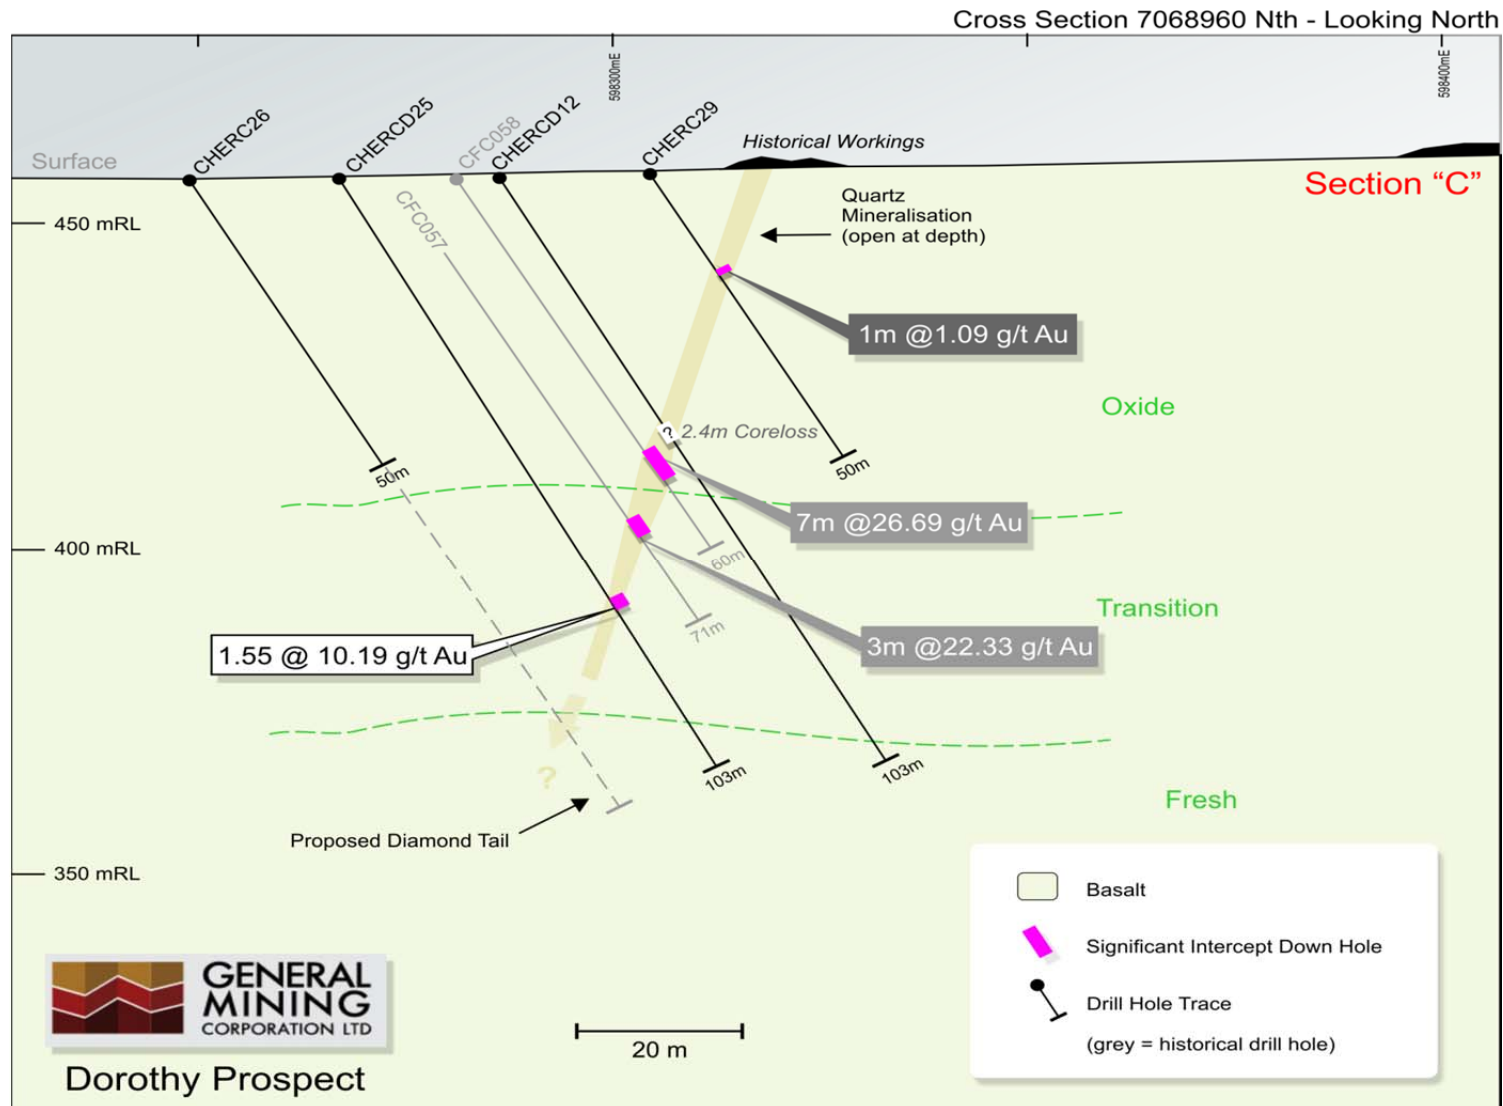 Cross Section 7068960 Nth - Looking North
598300mE
598400mE
CHERC26
CHERCD25
CFC058
CHERCD12
CHERC29
Historical Workings
Surface
Section “C”
CFC057
Quartz
Mineralisation
(open at depth)
450 mRL
1m @1.09 g/t Au
Oxide
? 2.4m Coreloss
50m
50m
7m @26.69 g/t Au
400 mRL
60m
Transition
71m
3m @22.33 g/t Au
1.55 @ 10.19 g/t Au
?
103m
103m
Fresh
Proposed Diamond Tail
350 mRL
Basalt
Significant Intercept Down Hole
Drill Hole Trace
(grey = historical drill hole)
GENERAL
MINING
CORPORATION LTD
Dorothy Prospect
20 m